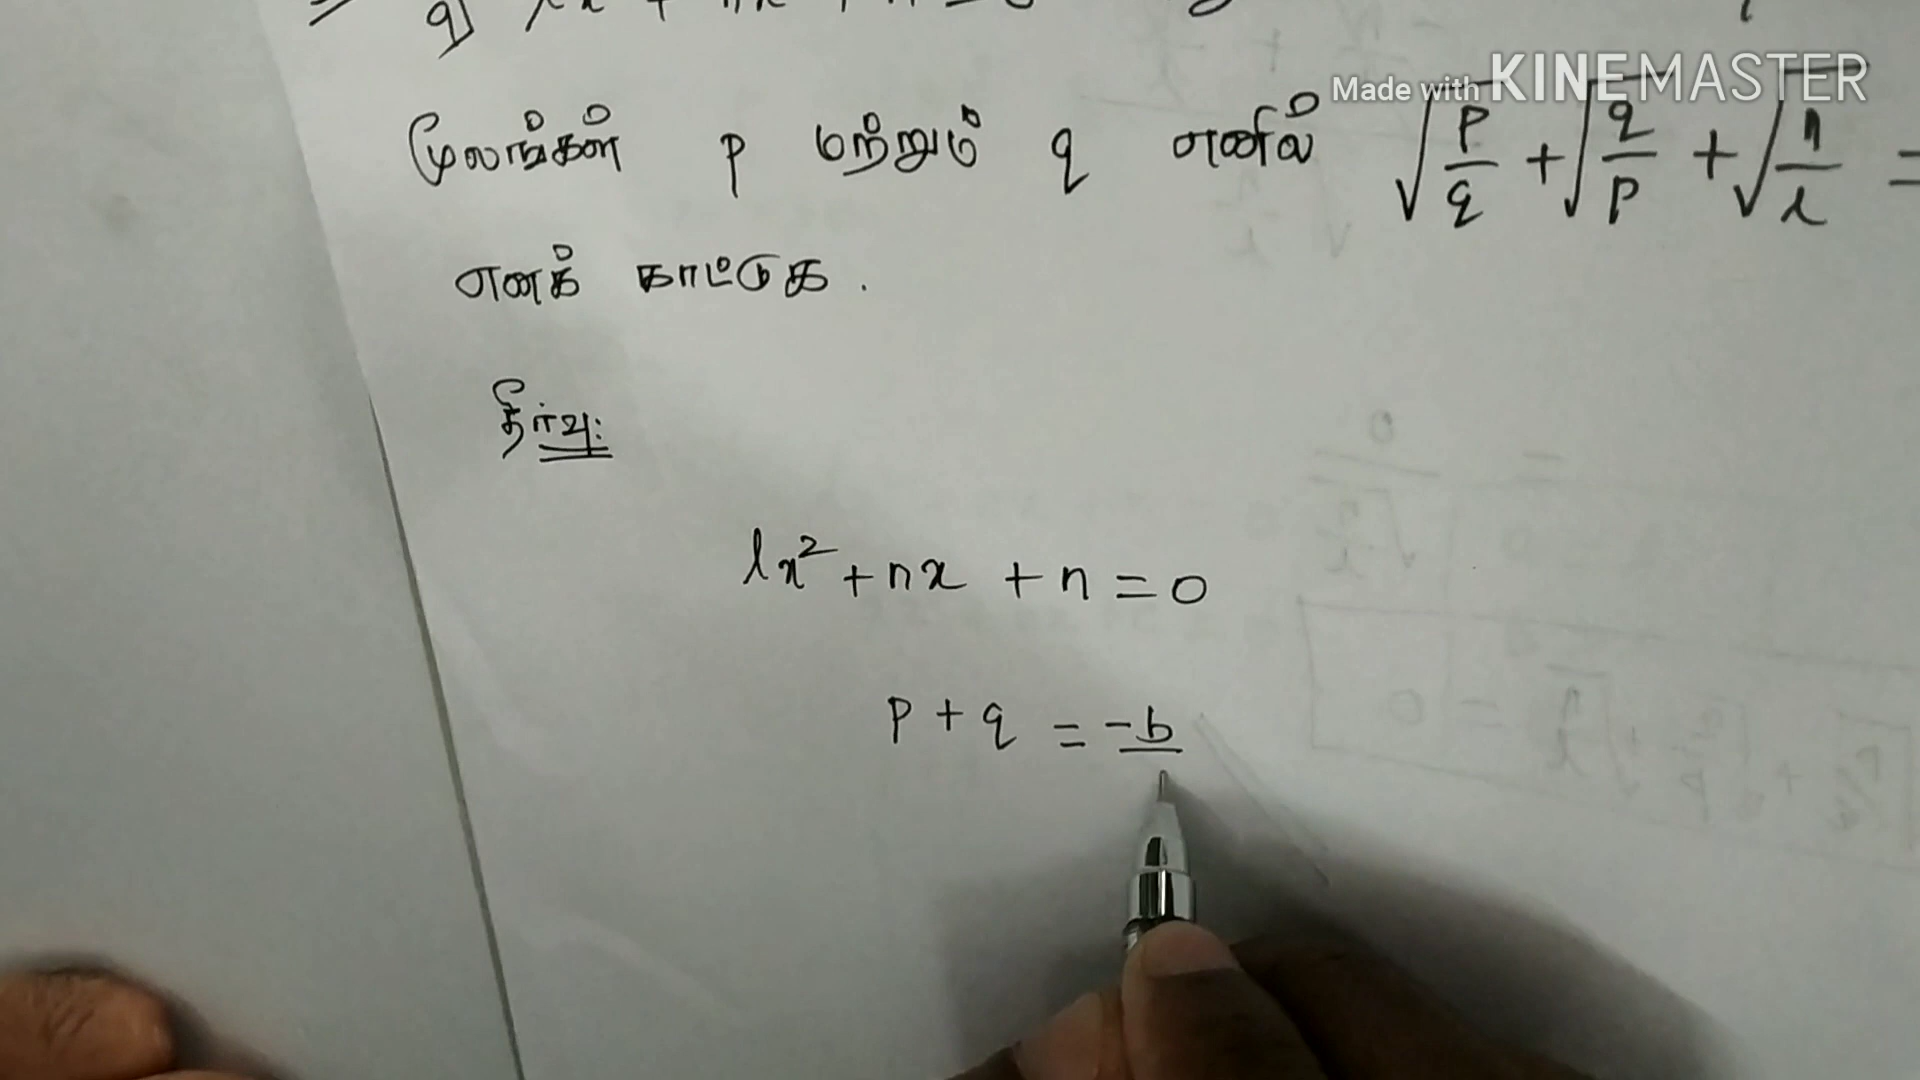 Made with KINEMASTER
மூலங்கள் p மற்றும் q எனில் √p/q + √q/p + √n/l =
எனக் காட்டுக .
தீர்வு:
lx² + nx + n = 0
p + q = -b